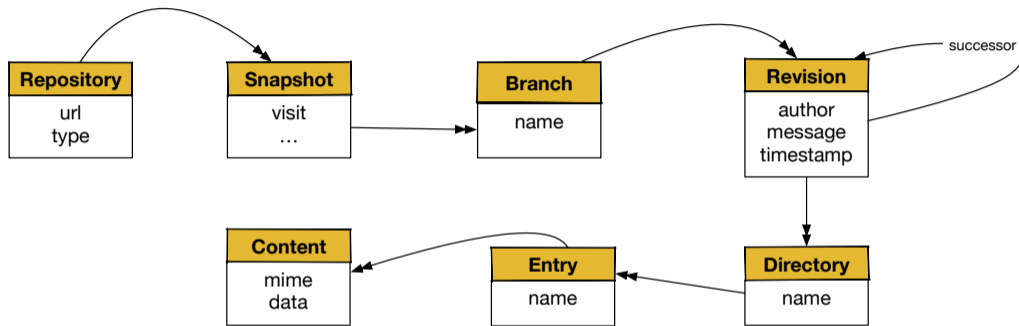 successor
Repository
url
type
Snapshot
visit
...
Branch
name
Revision
author
message
timestamp
Content
mime
data
Entry
name
Directory
name